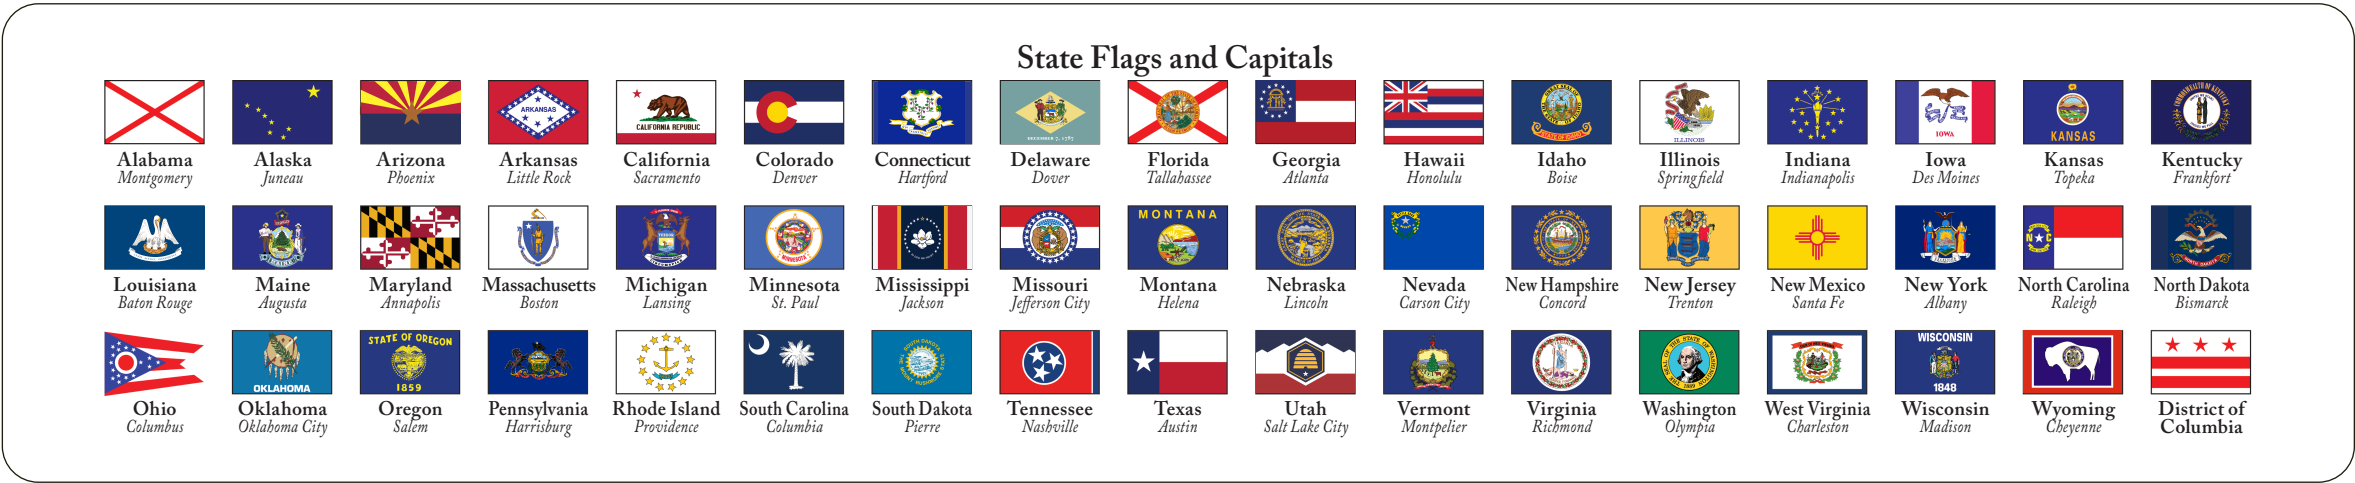 State Flags and Capitals
ARKANSAS
CALIFORNIA REPUBLIC
DECEMBER 7, 1787
ILLINOIS
IOWA
KANSAS
Alabama Alaska Arizona Arkansas California Colorado Connecticut Delaware Florida Georgia Hawaii Idaho Illinois Indiana Iowa Kansas Kentucky
Montgomery Juneau Phoenix Little Rock Sacramento Denver Hartford Dover Tallahassee Atlanta Honolulu Boise Springfield Indianapolis Des Moines Topeka Frankfort
MONTANA
N C
Louisiana Maine Maryland Massachusetts Michigan Minnesota Mississippi Missouri Montana Nebraska Nevada New Hampshire New Jersey New Mexico New York North Carolina North Dakota
Baton Rouge Augusta Annapolis Boston Lansing St. Paul Jackson Jefferson City Helena Lincoln Carson City Concord Trenton Santa Fe Albany Raleigh Bismarck
OKLAHOMA
STATE OF OREGON
1859
WISCONSIN
1848
Ohio Oklahoma Oregon Pennsylvania Rhode Island South Carolina South Dakota Tennessee Texas Utah Vermont Virginia Washington West Virginia Wisconsin Wyoming District of
Columbia
Columbus Oklahoma City Salem Harrisburg Providence Columbia Pierre Nashville Austin Salt Lake City Montpelier Richmond Olympia Charleston Madison Cheyenne